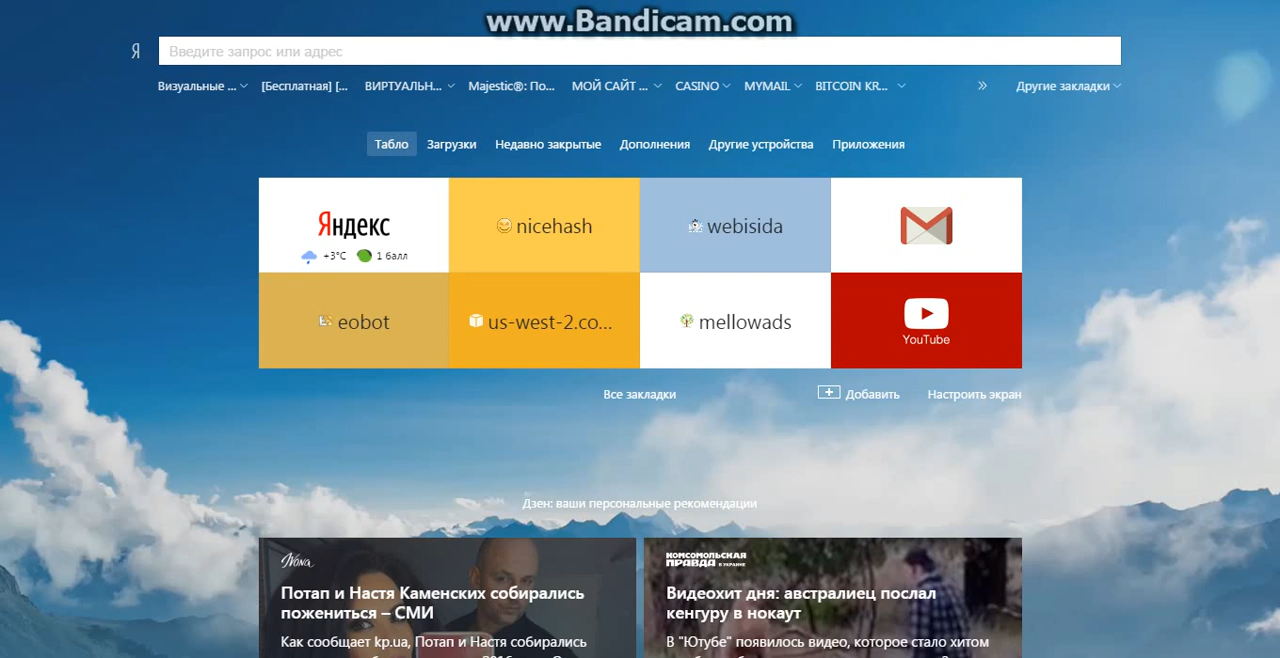 www.Bandicam.com
Я
Введите запрос или адрес
Визуальные ... [Бесплатная] [... ВИРТУАЛЬН... Majestic®: По... МОЙ САЙТ ... CASINO MYMAIL BITCOIN KR... » Другие закладки
Табло Загрузки Недавно закрытые Дополнения Другие устройства Приложения
Яндекс
+3°C 1 балл
nicehash
webisida
eobot
us-west-2.co...
mellowads
YouTube
Все закладки Добавить Настроить экран
Дзен: ваши персональные рекомендации
Wona
Потап и Настя Каменских собирались
пожениться – СМИ
Как сообщает kp.ua, Потап и Настя собирались
КОМСОМОЛЬСКАЯ
ПРАВДА В УКРАИНЕ
Видеохит дня: австралиец послал
кенгуру в нокаут
В "Ютубе" появилось видео, которое стало хитом